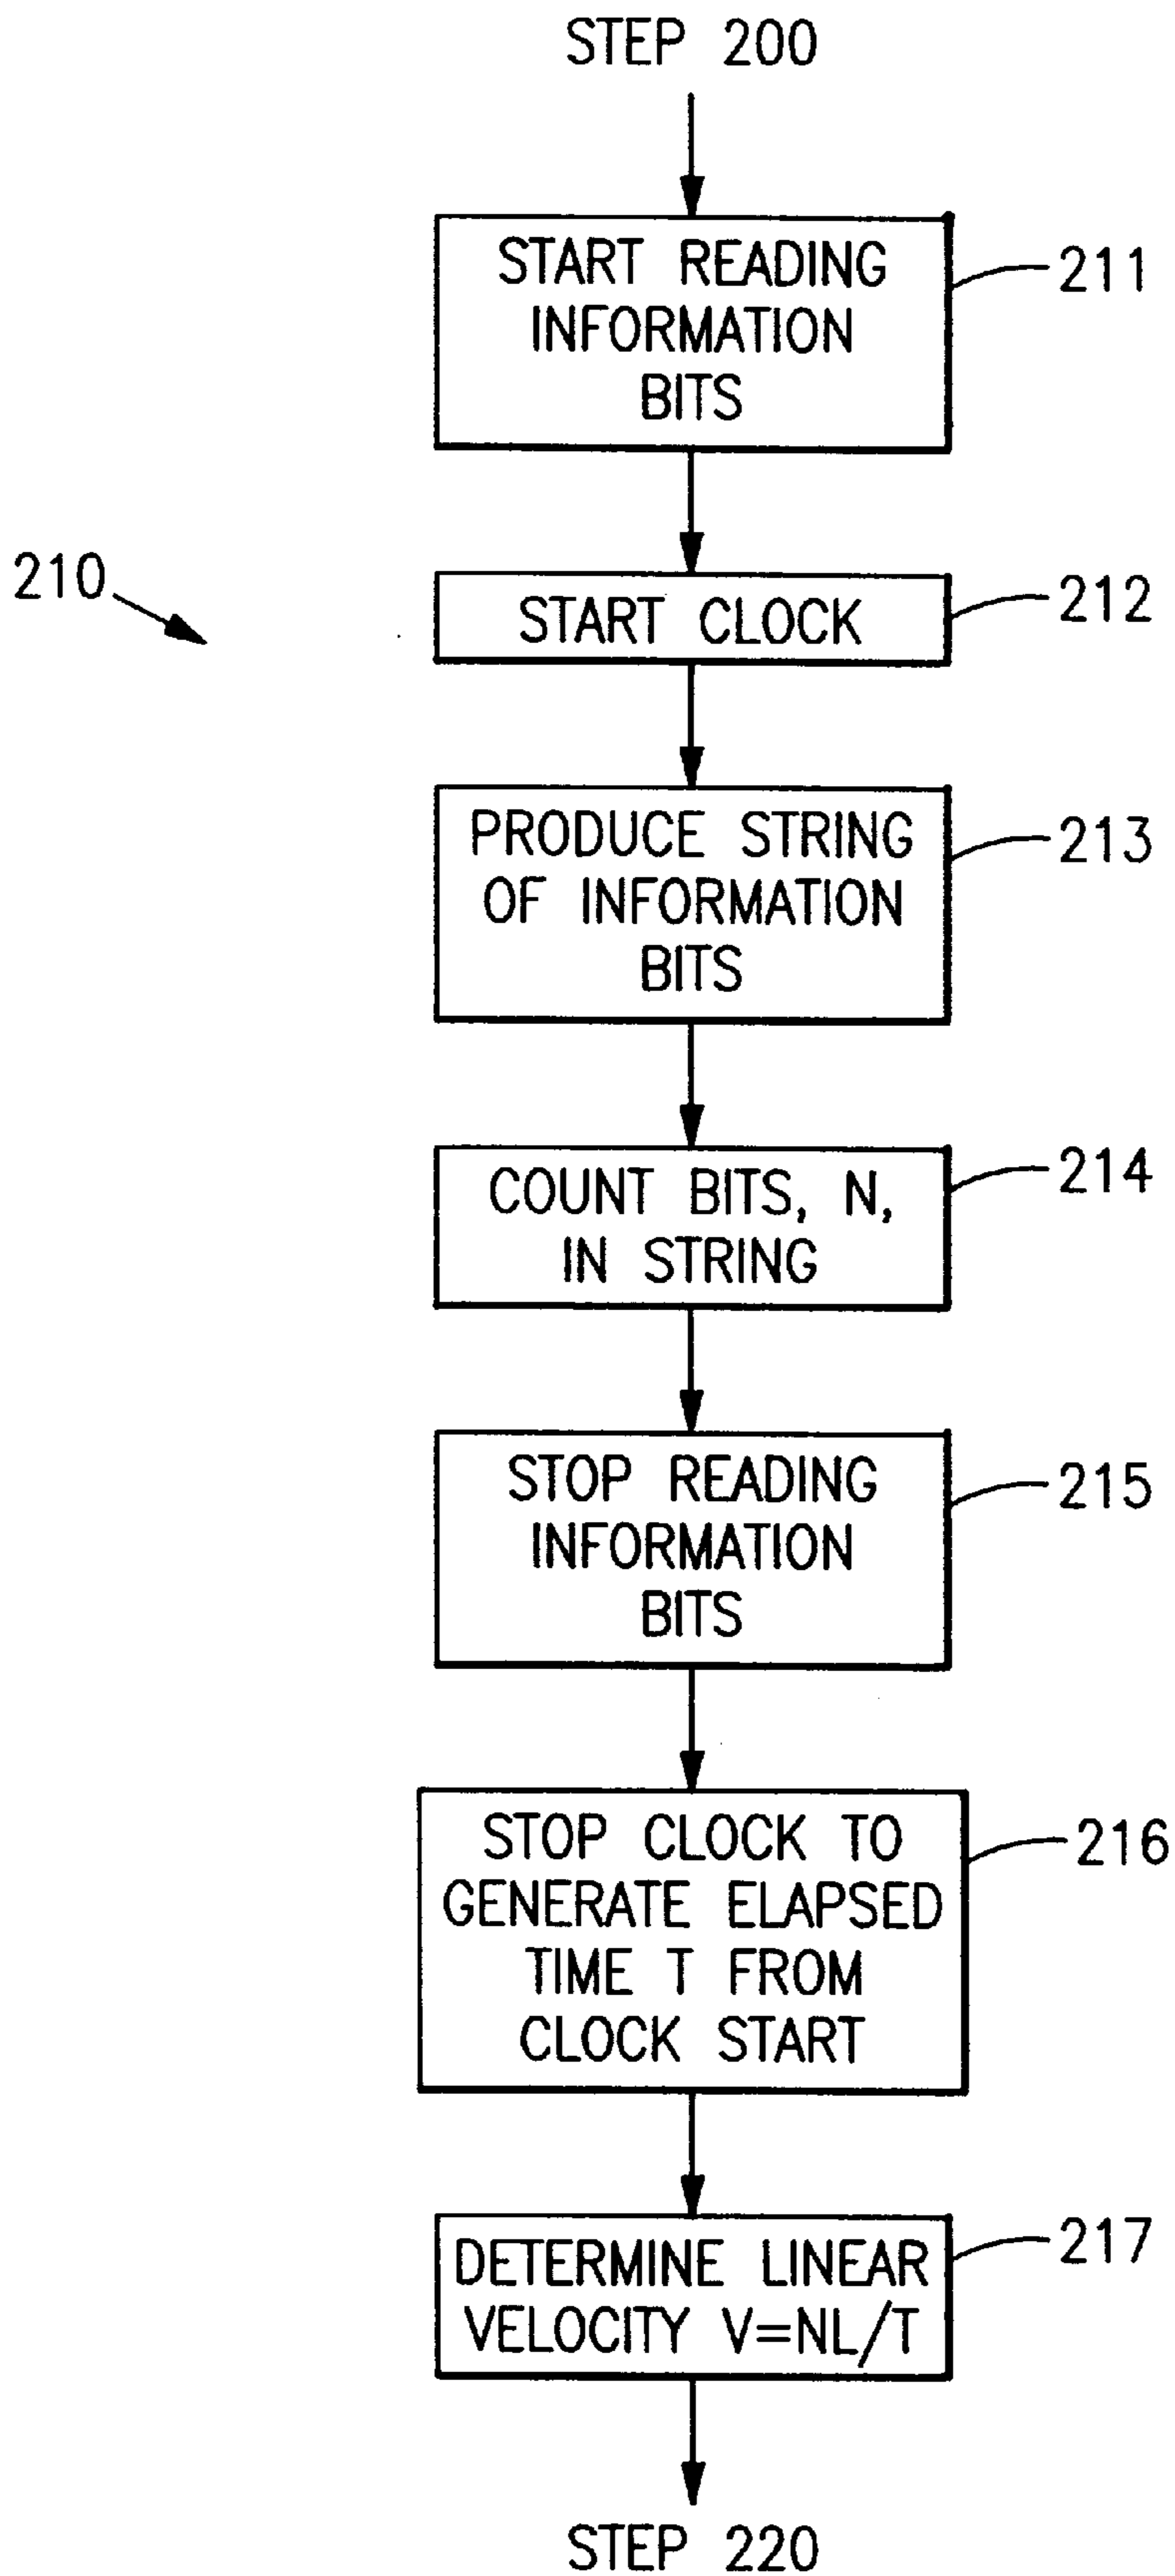 STEP 200
START READING
INFORMATION
BITS
211
210
START CLOCK
212
PRODUCE STRING
OF INFORMATION
BITS
213
COUNT BITS, N,
IN STRING
214
STOP READING
INFORMATION
BITS
215
STOP CLOCK TO
GENERATE ELAPSED
TIME T FROM
CLOCK START
216
DETERMINE LINEAR
VELOCITY V=NL/T
217
STEP 220